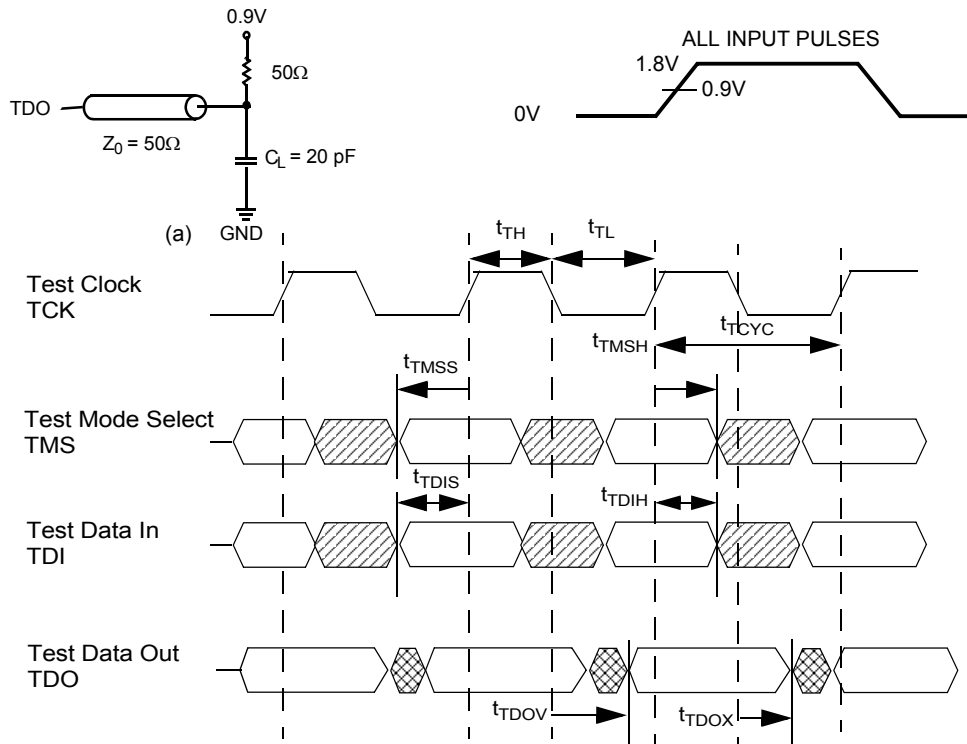 0.9V
ALL INPUT PULSES
50Ω
1.8V
0.9V
TDO
0V
Z0 = 50Ω
CL = 20 pF
(a)
GND
tTH
tTL
Test Clock
TCK
tTCYC
tTMSH
tTMSS
Test Mode Select
TMS
tTDIS
tTDIH
Test Data In
TDI
Test Data Out
TDO
tTDOV
tTDOX